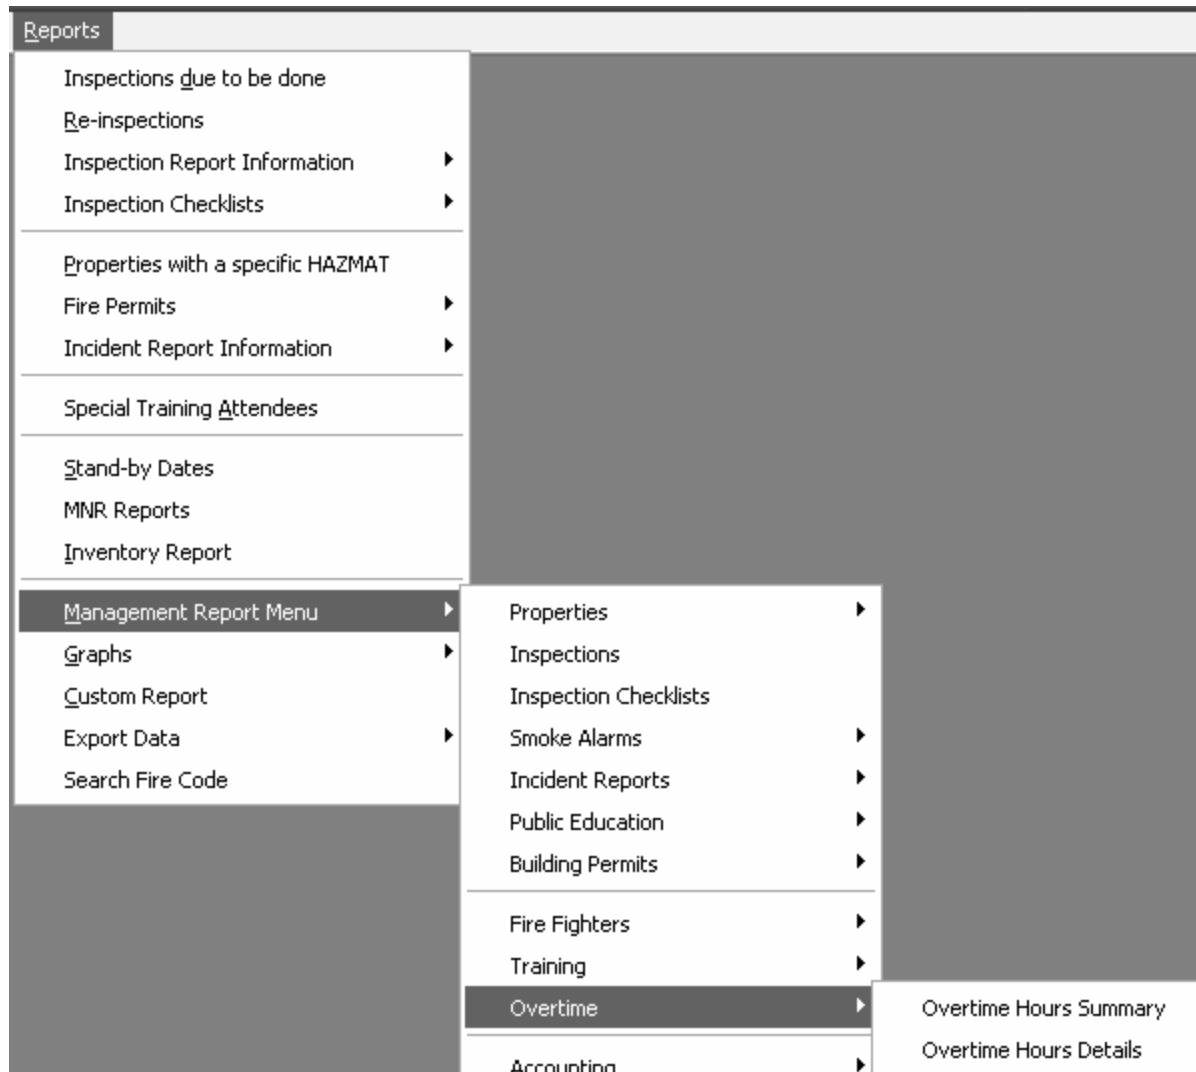 Reports
Inspections due to be done
Re-inspections
Inspection Report Information
Inspection Checklists
Properties with a specific HAZMAT
Fire Permits
Incident Report Information
Special Training Attendees
Stand-by Dates
MNR Reports
Inventory Report
Management Report Menu
Graphs
Custom Report
Export Data
Search Fire Code
Properties
Inspections
Inspection Checklists
Smoke Alarms
Incident Reports
Public Education
Building Permits
Fire Fighters
Training
Overtime
Accounting
Overtime Hours Summary
Overtime Hours Details